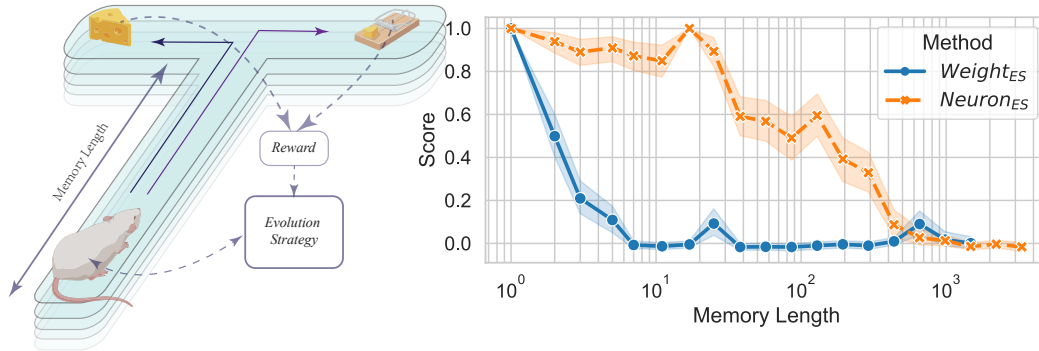 Memory Length
Reward
Evolution
Strategy
Score
1.0
0.8
0.6
0.4
0.2
0.0
Method
Weight_ES
Neuron_ES
10^0
10^1
10^2
10^3
Memory Length